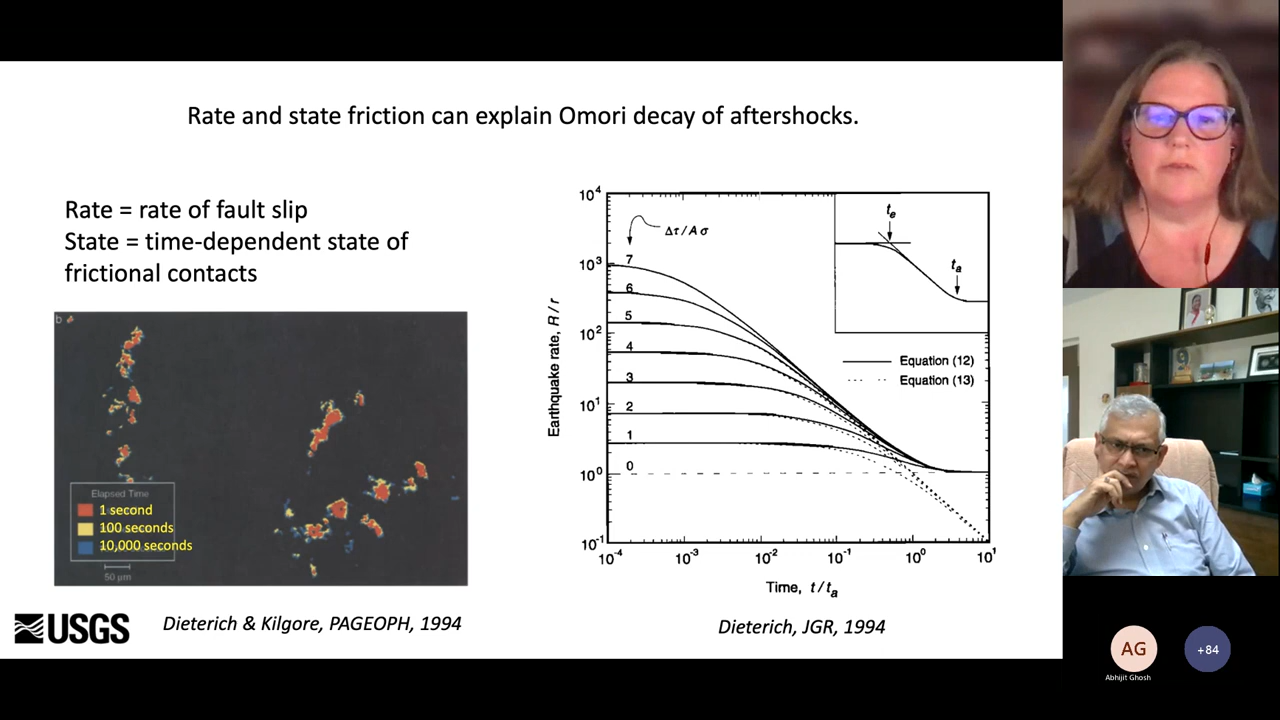 Rate and state friction can explain Omori decay of aftershocks.
Rate = rate of fault slip
State = time-dependent state of
frictional contacts
b
Elapsed Time
1 second
100 seconds
10,000 seconds
50 μm
USGS
Dieterich & Kilgore, PAGEOPH, 1994
Earthquake rate, R/r
10⁴
10³
10²
10¹
10⁰
10⁻¹
Δτ/Aσ
7
6
5
4
3
2
1
0
tₑ
tₐ
Equation (12)
Equation (13)
10⁻⁴ 10⁻³ 10⁻² 10⁻¹ 10⁰ 10¹
Time, t/tₐ
Dieterich, JGR, 1994
AG
Abhijit Ghosh
+84